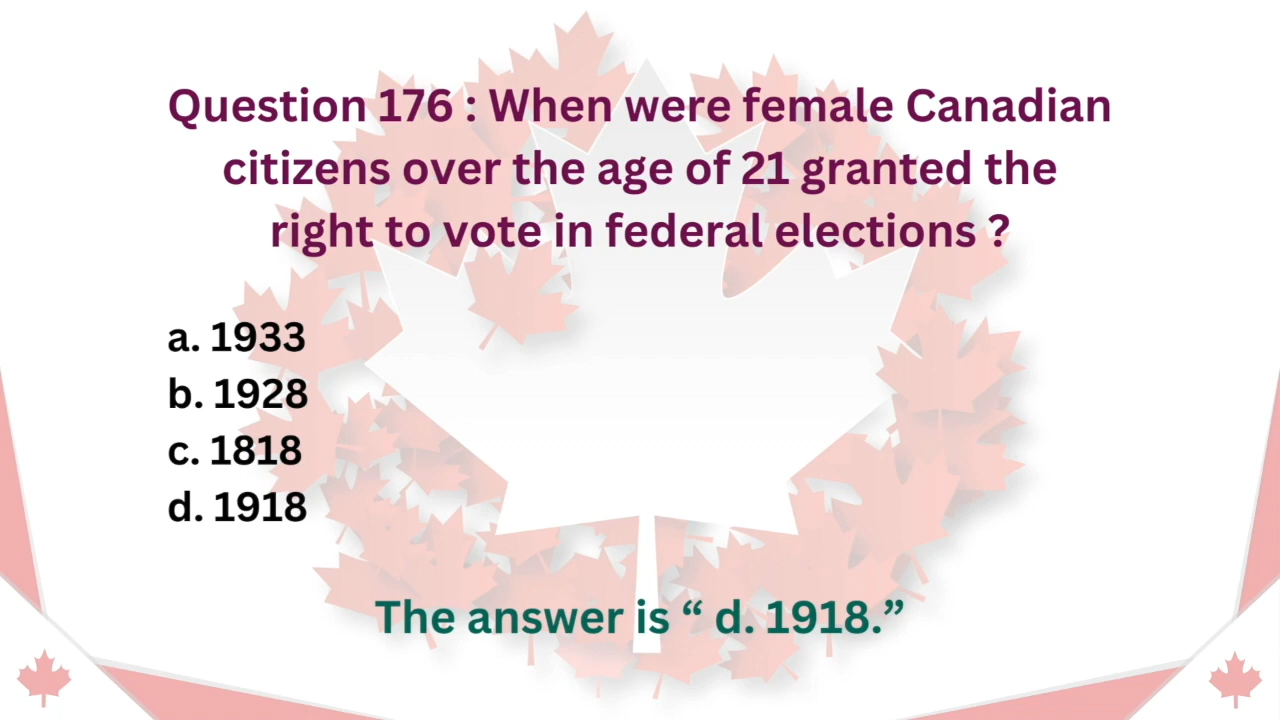 Question 176 : When were female Canadian
citizens over the age of 21 granted the
right to vote in federal elections ?
a. 1933
b. 1928
c. 1818
d. 1918
The answer is “ d. 1918.”